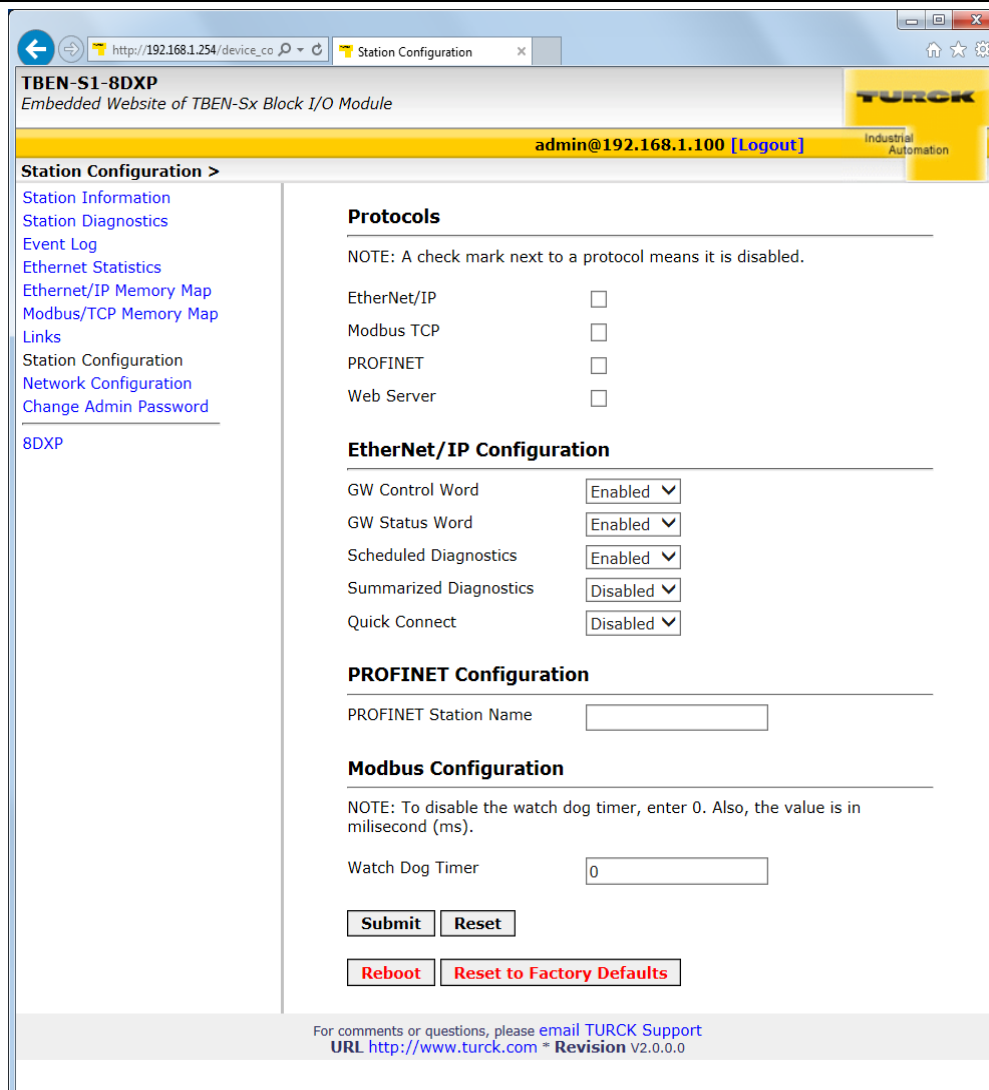 http://192.168.1.254/device_co
Station Configuration
TBEN-S1-8DXP
Embedded Website of TBEN-Sx Block I/O Module
TURCK
admin@192.168.1.100 [Logout]
Industrial
Automation
Station Configuration >
Station Information
Station Diagnostics
Event Log
Ethernet Statistics
Ethernet/IP Memory Map
Modbus/TCP Memory Map
Links
Station Configuration
Network Configuration
Change Admin Password
8DXP
Protocols
NOTE: A check mark next to a protocol means it is disabled.
EtherNet/IP
Modbus TCP
PROFINET
Web Server
EtherNet/IP Configuration
GW Control Word Enabled
GW Status Word Enabled
Scheduled Diagnostics Enabled
Summarized Diagnostics Disabled
Quick Connect Disabled
PROFINET Configuration
PROFINET Station Name
Modbus Configuration
NOTE: To disable the watch dog timer, enter 0. Also, the value is in
milisecond (ms).
Watch Dog Timer 0
Submit Reset
Reboot Reset to Factory Defaults
For comments or questions, please email TURCK Support
URL http://www.turck.com * Revision V2.0.0.0